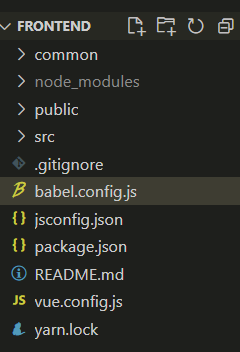 FRONTEND
common
node_modules
public
src
.gitignore
babel.config.js
jsconfig.json
package.json
README.md
vue.config.js
yarn.lock